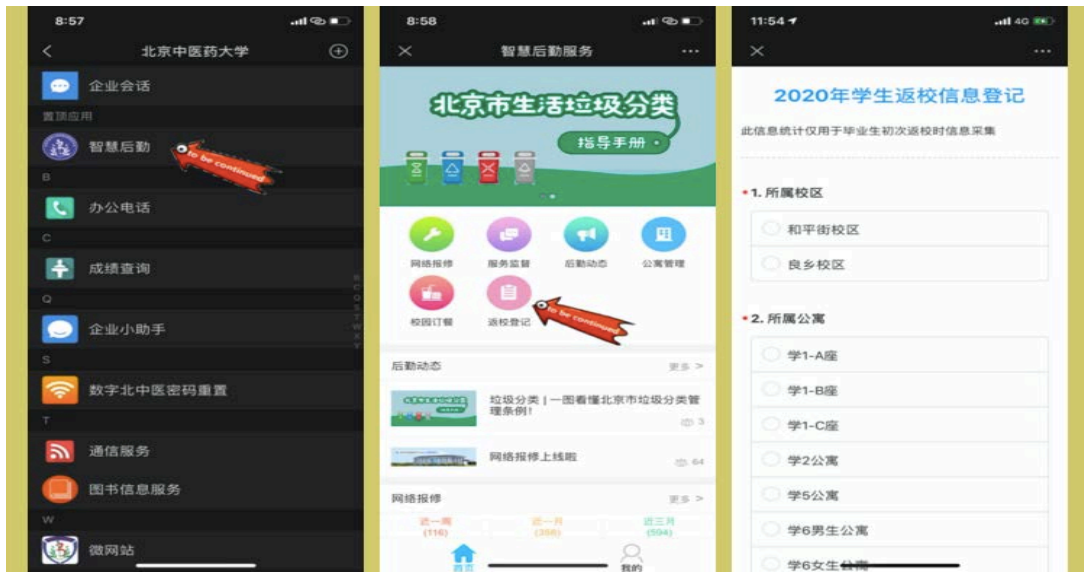 8:57
北京中医药大学
企业会话
置顶应用
智慧后勤
to be continued
B
办公电话
C
成绩查询
Q
企业小助手
S
数字北中医密码重置
T
通信服务
图书信息服务
W
微网站
8:58
智慧后勤服务
北京市生活垃圾分类
指导手册
网络报修
服务监督
后勤动态
公寓管理
校园订餐
返校登记
to be continued
后勤动态
更多 >
垃圾分类 | 一图看懂北京市垃圾分类管
理条例!
3
网络报修上线啦
64
网络报修
更多 >
近一周
近一月
近三月
(116)
(398)
(594)
首页
我的
11:54
4G
2020年学生返校信息登记
此信息统计仅用于毕业生初次返校时信息采集
*1. 所属校区
和平街校区
良乡校区
*2. 所属公寓
学1-A座
学1-B座
学1-C座
学2公寓
学5公寓
学6男生公寓
学6女生公寓